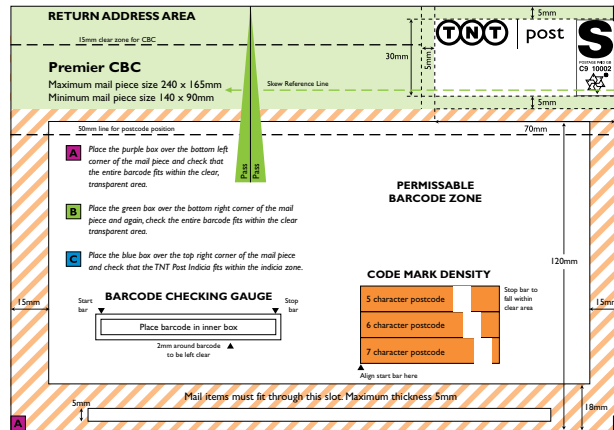 RETURN ADDRESS AREA
15mm clear zone for CBC
Premier CBC
Maximum mail piece size 240 x 165mm
Minimum mail piece size 140 x 90mm
Skew Reference Line
30mm
5mm
5mm
TNT post
S
POSTAGE PAID GB
C9 10002
5mm
50mm line for postcode position
70mm
A
Place the purple box over the bottom left
corner of the mail piece and check that
the entire barcode fits within the clear,
transparent area.
Pass
Pass
PERMISSABLE
BARCODE ZONE
B
Place the green box over the bottom right corner of the mail
piece and again, check the entire barcode fits within the clear
transparent area.
C
Place the blue box over the top right corner of the mail piece
and check that the TNT Post Indicia fits within the indicia zone.
120mm
15mm
15mm
BARCODE CHECKING GAUGE
Start
bar
Stop
bar
Place barcode in inner box
2mm around barcode
to be left clear
CODE MARK DENSITY
5 character postcode
6 character postcode
7 character postcode
Stop bar to
fall within
clear area
Align start bar here
Mail items must fit through this slot. Maximum thickness 5mm
5mm
18mm
A